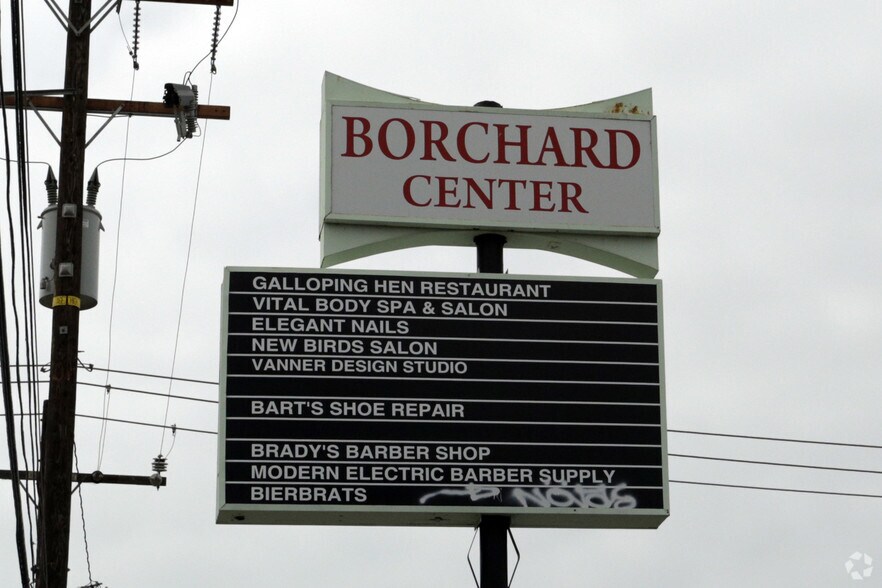 BORCHARD
CENTER
GALLOPING HEN RESTAURANT
VITAL BODY SPA & SALON
ELEGANT NAILS
NEW BIRDS SALON
VANNER DESIGN STUDIO
BART'S SHOE REPAIR
BRADY'S BARBER SHOP
MODERN ELECTRIC BARBER SUPPLY
BIERBRATS